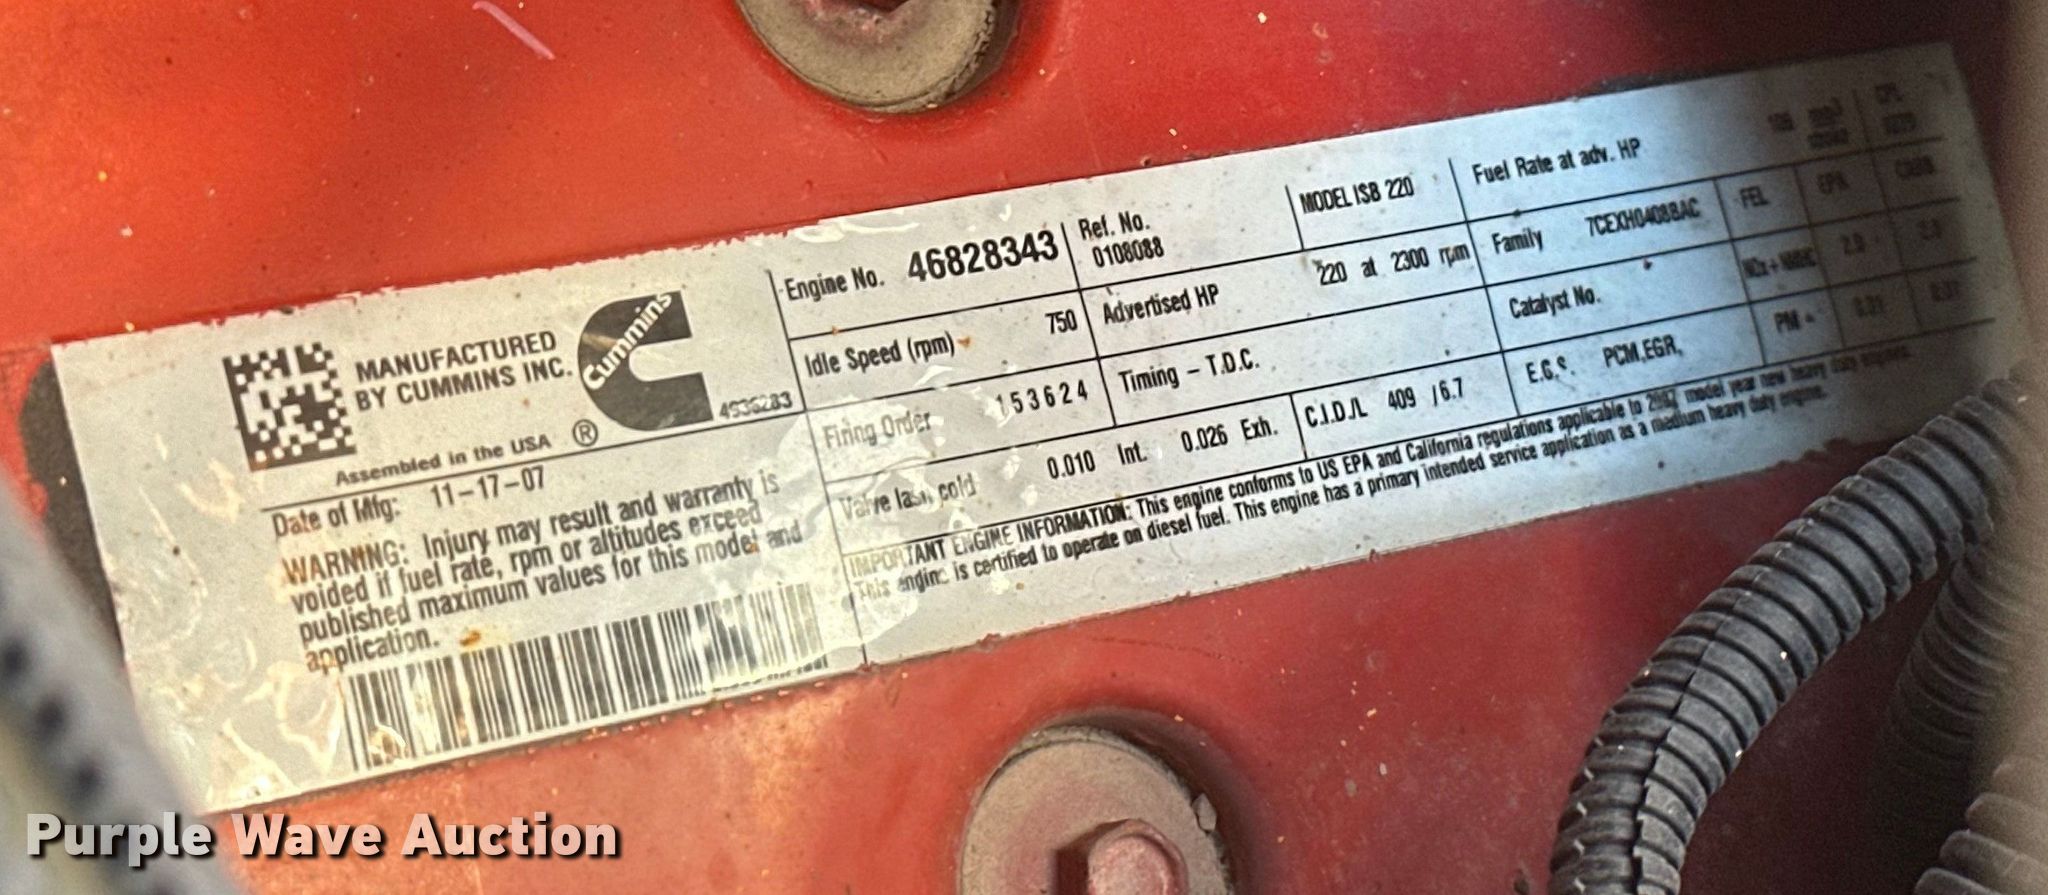 MANUFACTURED
BY CUMMINS INC.
Cummins
®
4936283
Assembled in the USA
Date of Mfg: 11-17-07
WARNING: Injury may result and warranty is
voided if fuel rate, rpm or altitudes exceed
published maximum values for this model and
application.
Engine No. 46828343
Ref. No.
0108088
MODEL ISB 220
Fuel Rate at adv. HP
Idle Speed (rpm) 750
Advertised HP 220 at 2300 rpm
Family 7CEXH0408BAC
FEL EPA
Firing Order 153624
Timing - T.D.C.
Catalyst No.
NOx + NMHC 2.3
Valve lash cold 0.010 Int. 0.026 Exh.
C.I.D./L 409 /6.7
E.G.S. PCM,EGR,
PM -
IMPORTANT ENGINE INFORMATION: This engine conforms to US EPA and California regulations applicable to 2007 model year new heavy duty engines.
This engine is certified to operate on diesel fuel. This engine has a primary intended service application as a medium heavy duty engine.
Purple Wave Auction